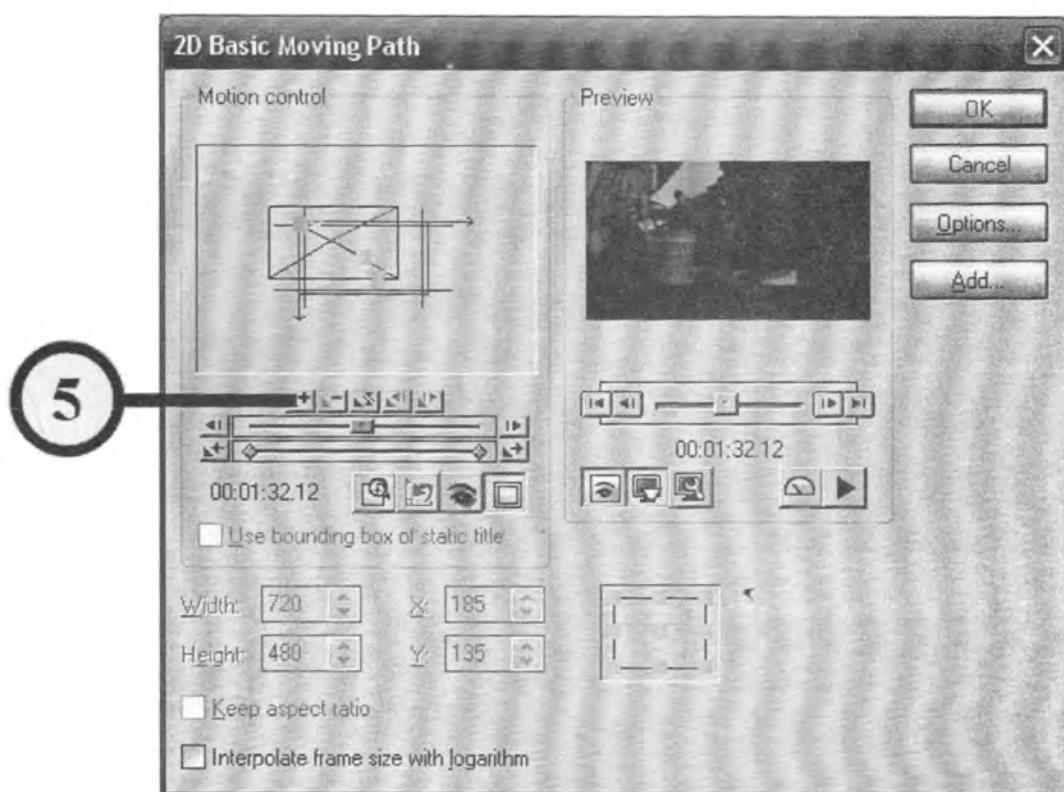 2D Basic Moving Path
Motion control
Preview
OK
Cancel
Options...
Add...
5
00:01:32.12
00:01:32.12
Use bounding box of static title
Width: 720 X: 185
Height: 480 Y: 135
Keep aspect ratio
Interpolate frame size with logarithm